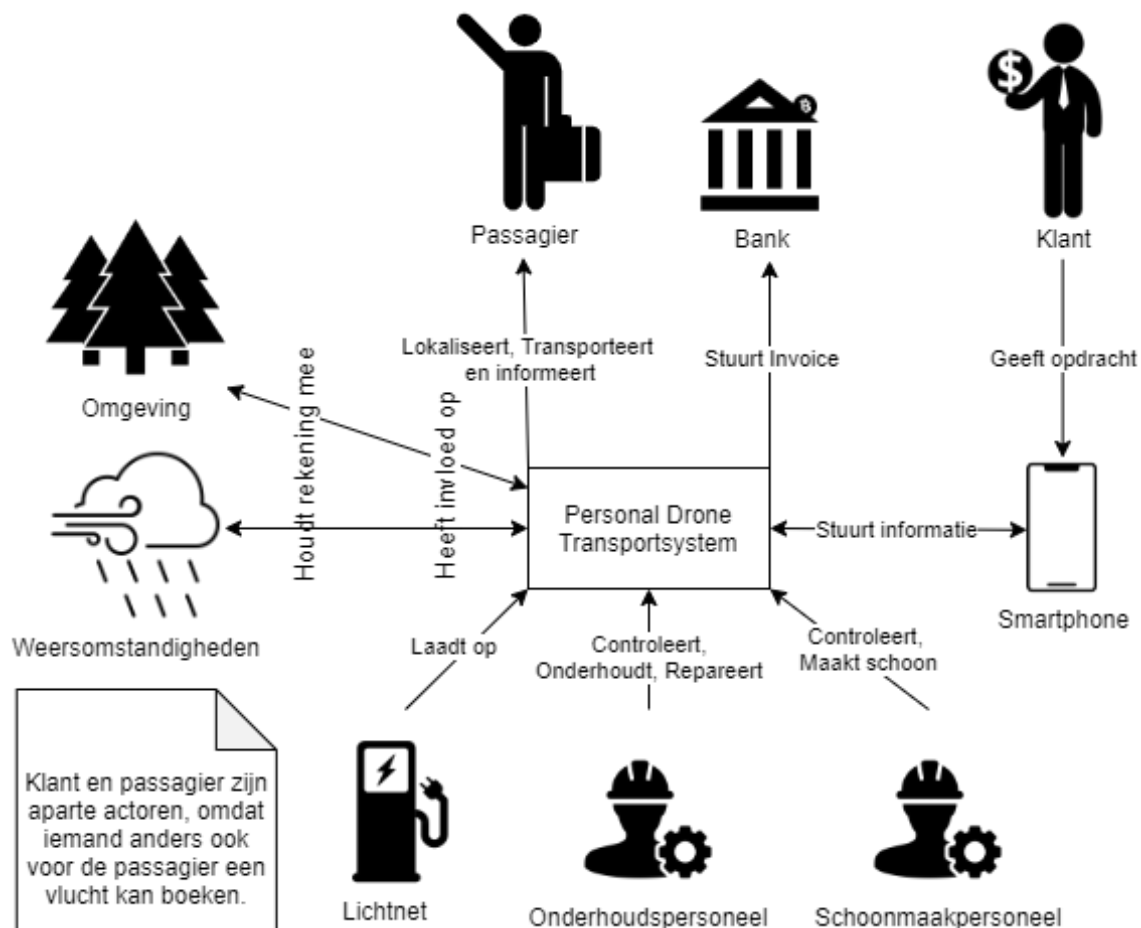 $
Passagier
Bank
Klant
Lokaliseert, Transporteert
en informeert
Stuurt Invoice
Geeft opdracht
Omgeving
Houdt rekening mee
Heeft invloed op
Personal Drone
Transportsystem
Stuurt informatie
Weersomstandigheden
Smartphone
Laadt op
Controleert,
Onderhoudt, Repareert
Controleert,
Maakt schoon
Klant en passagier zijn
aparte actoren, omdat
iemand anders ook
voor de passagier een
vlucht kan boeken.
Lichtnet
Onderhoudspersoneel
Schoonmaakpersoneel